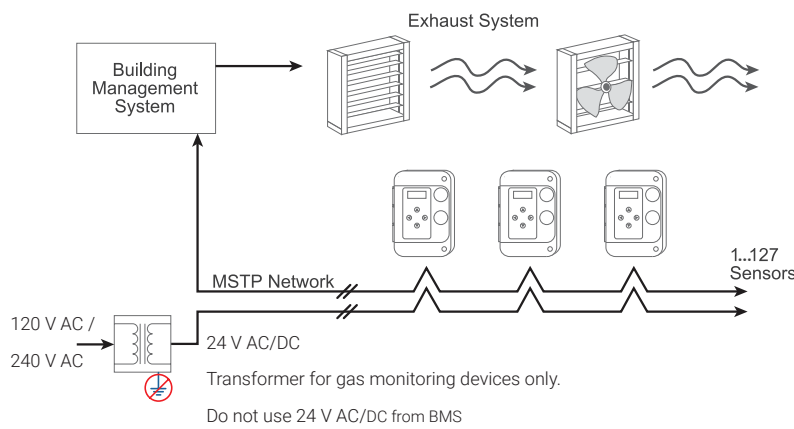 Exhaust System
Building
Management
System
1...127
Sensors
MSTP Network
120 V AC /
240 V AC
24 V AC/DC
Transformer for gas monitoring devices only.
Do not use 24 V AC/DC from BMS